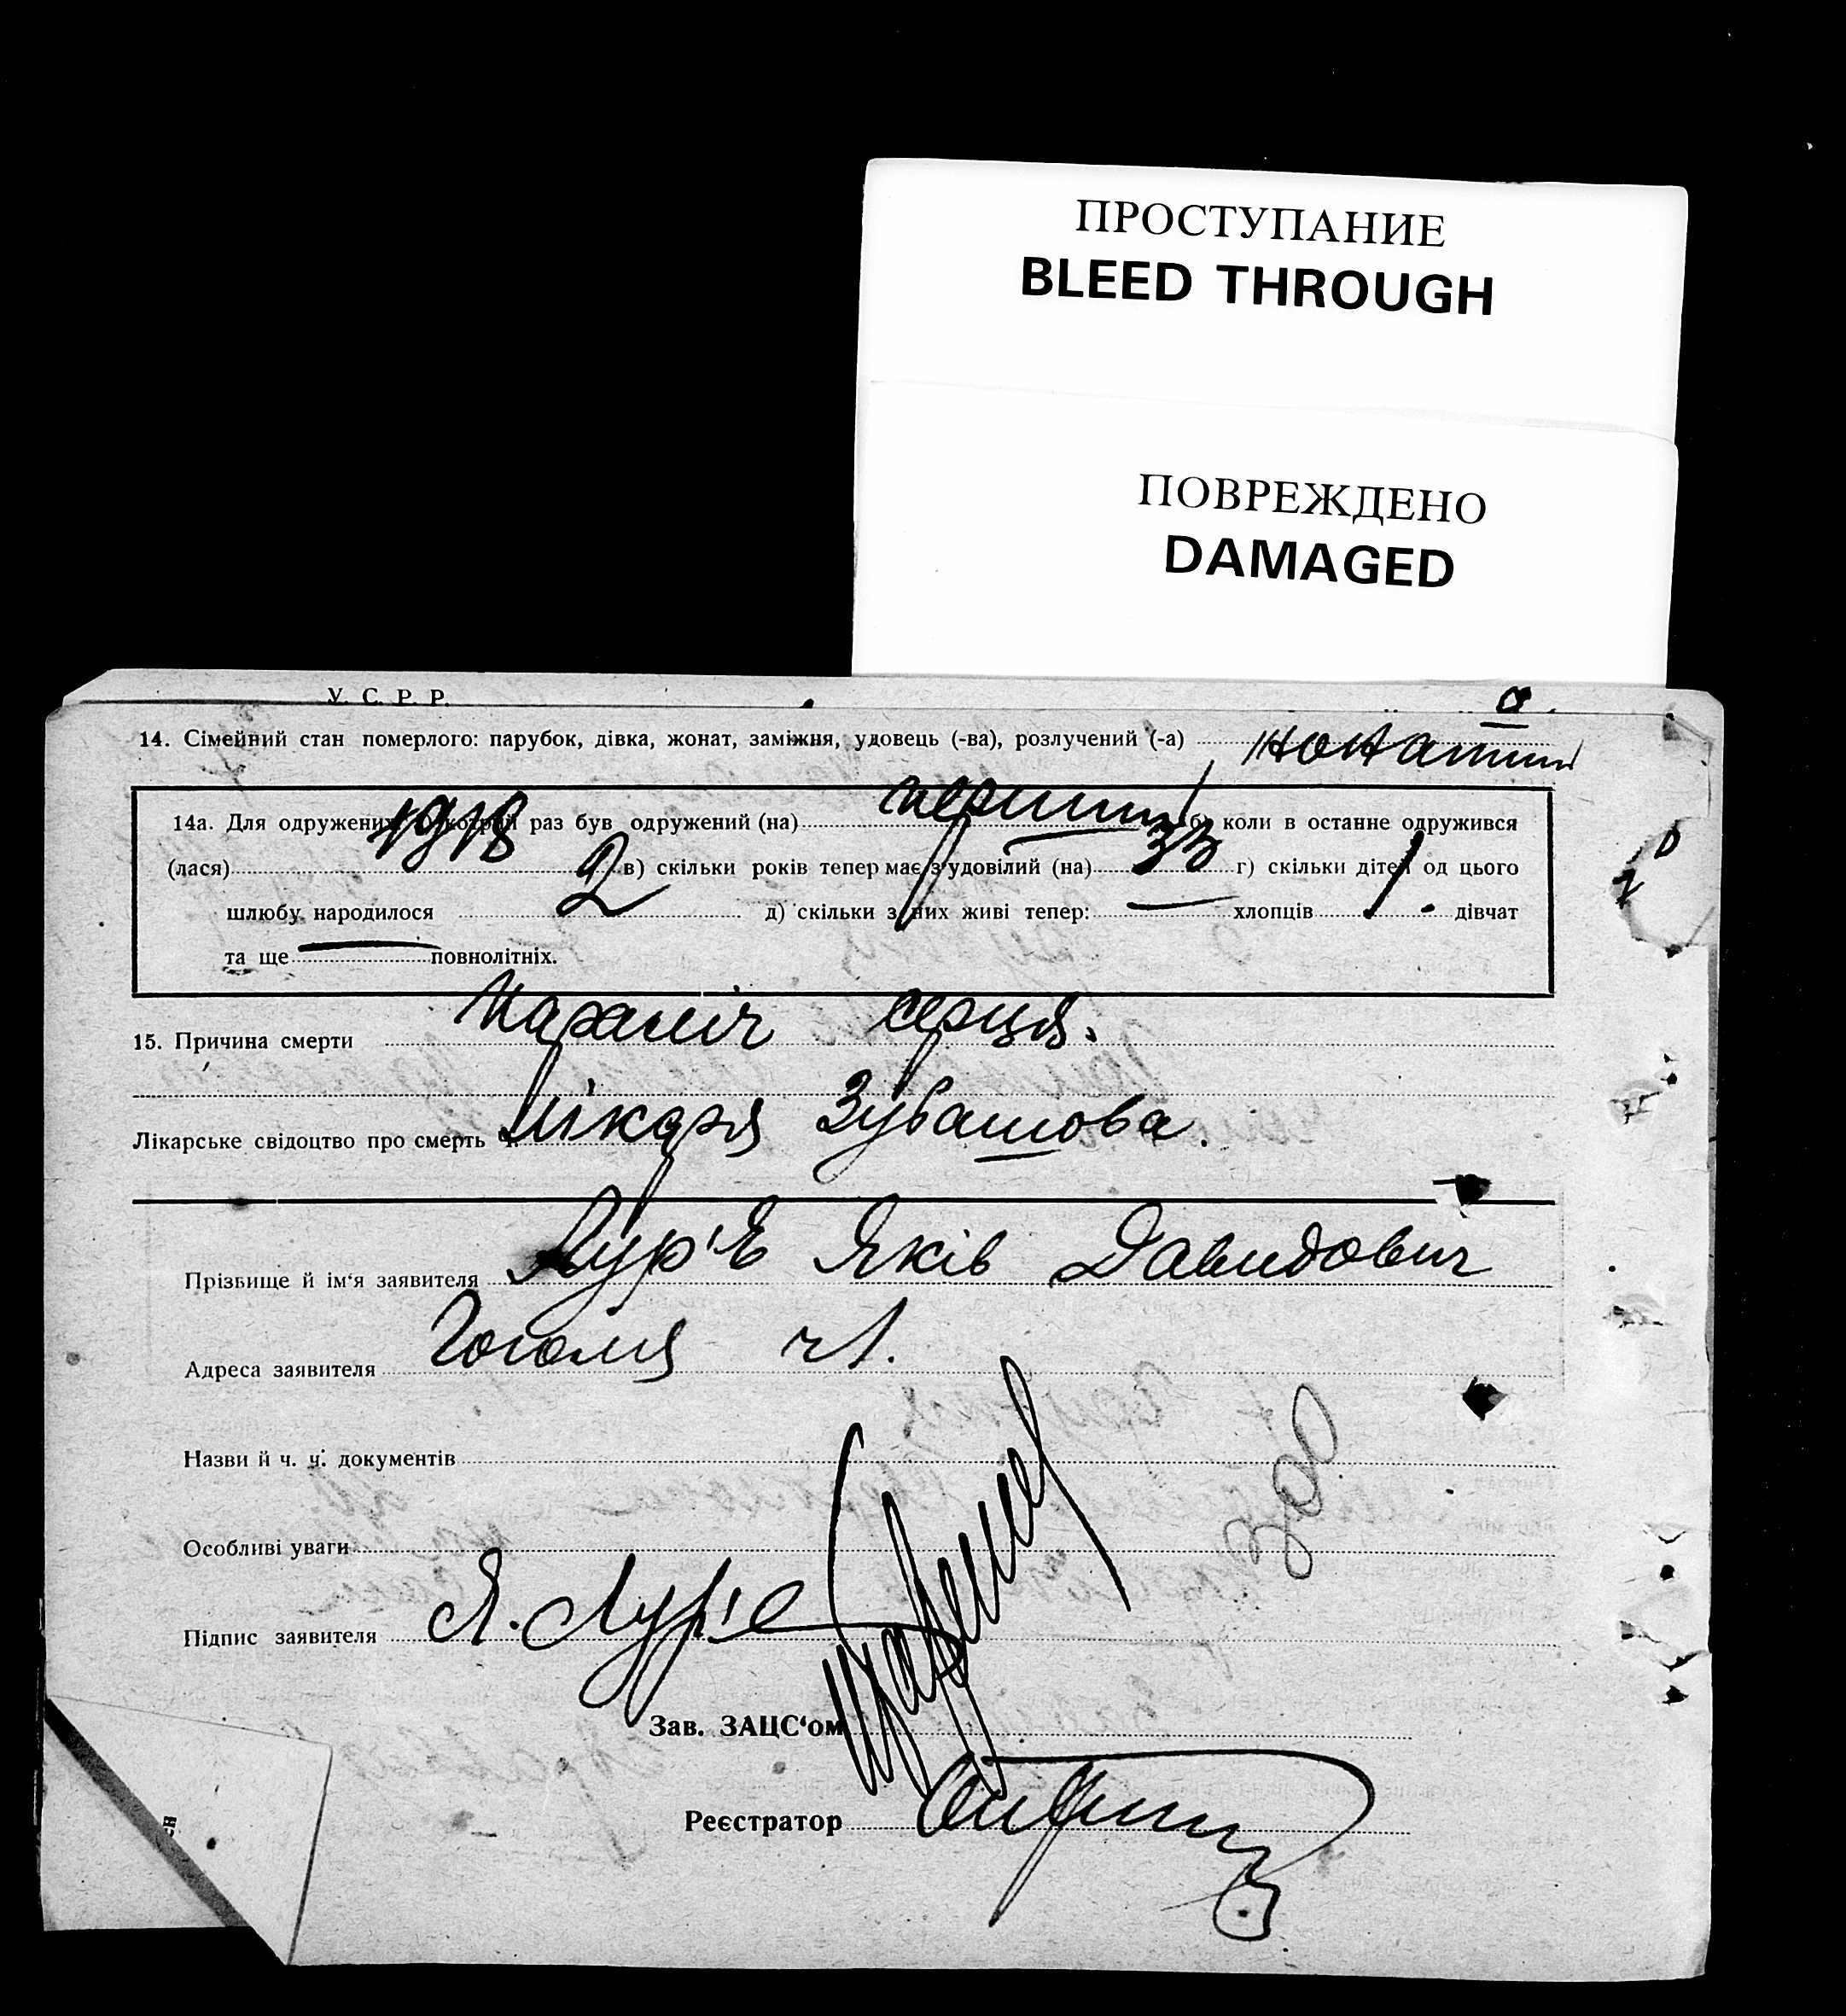 ПРОСТУПАНИЕ
BLEED THROUGH
ПОВРЕЖДЕНО
DAMAGED
У. С. Р. Р.
14. Сімейний стан померлого: парубок, дівка, жонат, заміжня, удовець (-ва), розлучений (-а) жонатий
14а. Для одружених: а) котрий раз був одружений (на) перший б) коли в останне одружився
(лася) 1918 в) скільки років тепер має з удовілий (на) 33 г) скільки дітей од цього
шлюбу народилося 2 д) скільки з них живі тепер: — хлопців 1. дівчат
та ще — повнолітніх.
15. Причина смерти Параліч серця.
Лікарське свідоцтво про смерть Лікаря Зубашова.
Прізвище й ім'я заявителя Лур'є Яків Давидович
Адреса заявителя Гоголя ч 1.
Назви й ч. ч. документів
Особливі уваги
Підпис заявителя Я. Лур'є
Зав. ЗАЦС'ом
Реєстратор